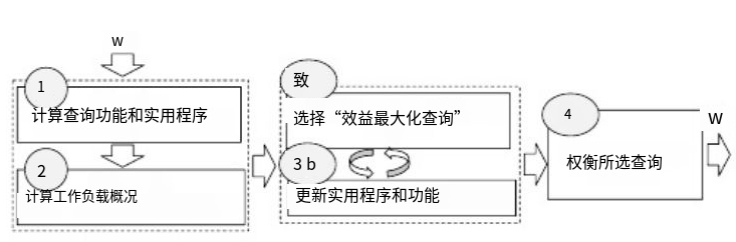 w
1
计算查询功能和实用程序
2
计算工作负载概况
致
选择“效益最大化查询”
3 b
更新实用程序和功能
4
权衡所选查询
W